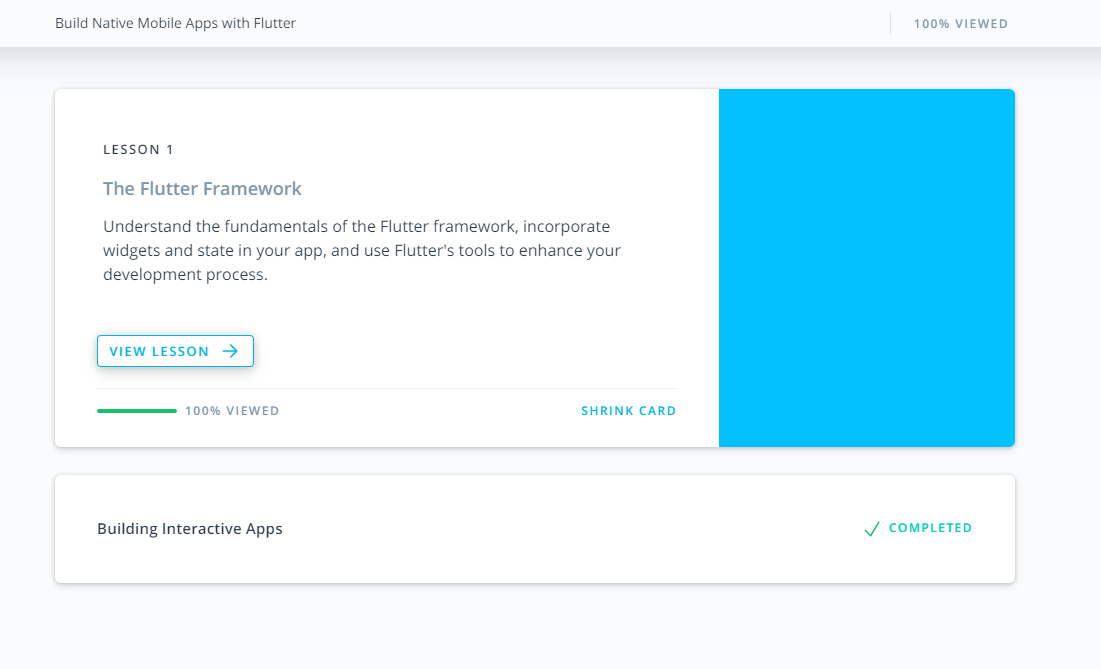 Build Native Mobile Apps with Flutter
100% VIEWED
LESSON 1
The Flutter Framework
Understand the fundamentals of the Flutter framework, incorporate
widgets and state in your app, and use Flutter's tools to enhance your
development process.
VIEW LESSON
100% VIEWED
SHRINK CARD
Building Interactive Apps
COMPLETED